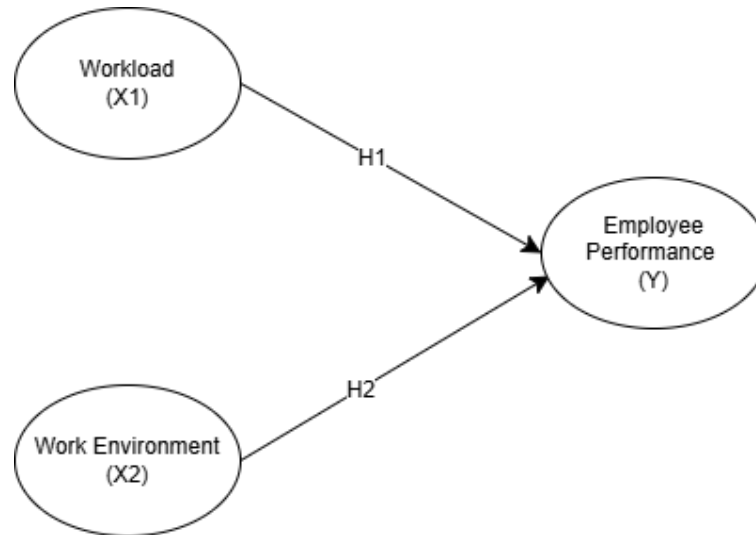 Workload
(X1)
H1
Employee
Performance
(Y)
H2
Work Environment
(X2)